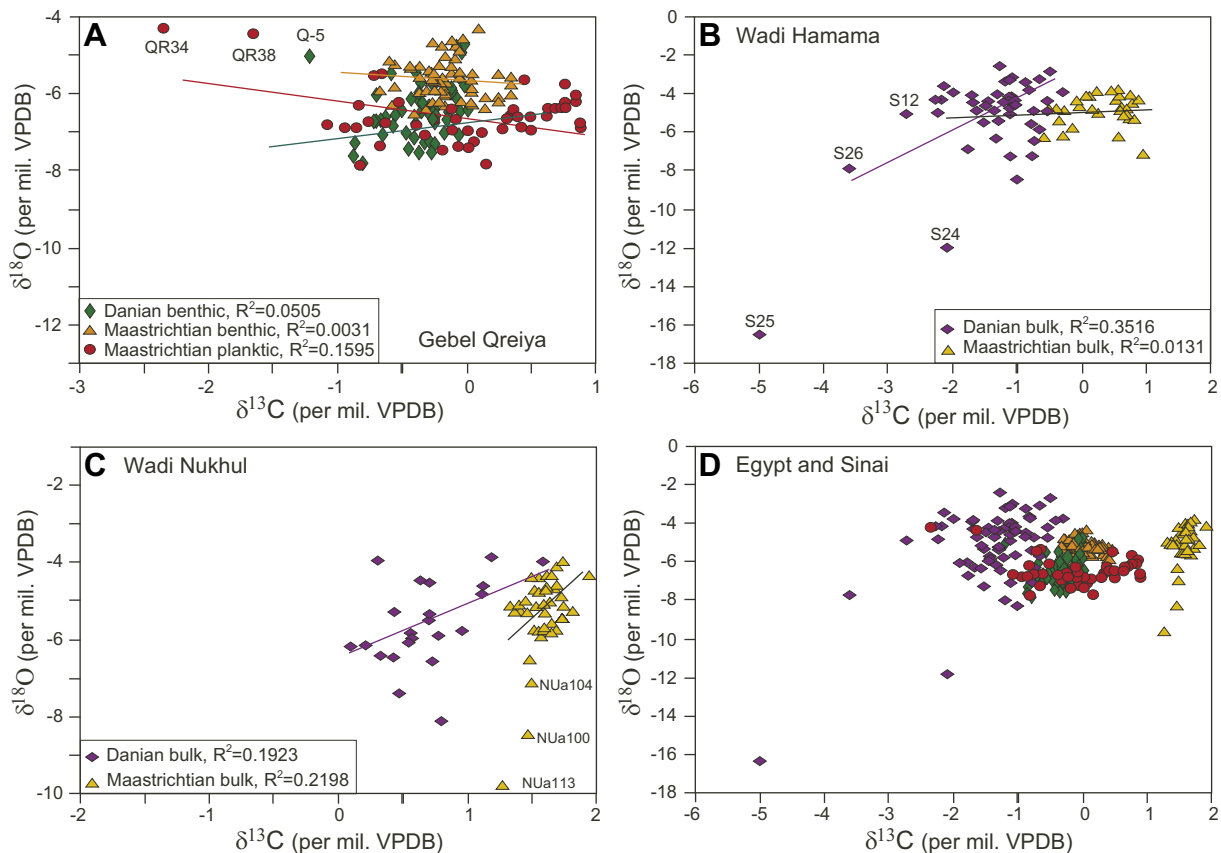 A
QR34
QR38
Q-5
-4
-6
-8
-10
-12
δ18O (per mil. VPDB)
Danian benthic, R2=0.0505
Maastrichtian benthic, R2=0.0031
Maastrichtian planktic, R2=0.1595
Gebel Qreiya
-3 -2 -1 0 1
δ13C (per mil. VPDB)
B Wadi Hamama
S12
S26
S24
S25
0
-2
-4
-6
-8
-10
-12
-14
-16
-18
δ18O (per mil. VPDB)
Danian bulk, R2=0.3516
Maastrichtian bulk, R2=0.0131
-6 -5 -4 -3 -2 -1 0 1 2
δ13C (per mil. VPDB)
C Wadi Nukhul
-2
-4
-6
-8
-10
δ18O (per mil. VPDB)
NUa104
NUa100
NUa113
Danian bulk, R2=0.1923
Maastrichtian bulk, R2=0.2198
-2 -1 0 1 2
δ13C (per mil. VPDB)
D Egypt and Sinai
0
-2
-4
-6
-8
-10
-12
-14
-16
-18
δ18O (per mil. VPDB)
-6 -5 -4 -3 -2 -1 0 1 2
δ13C (per mil. VPDB)